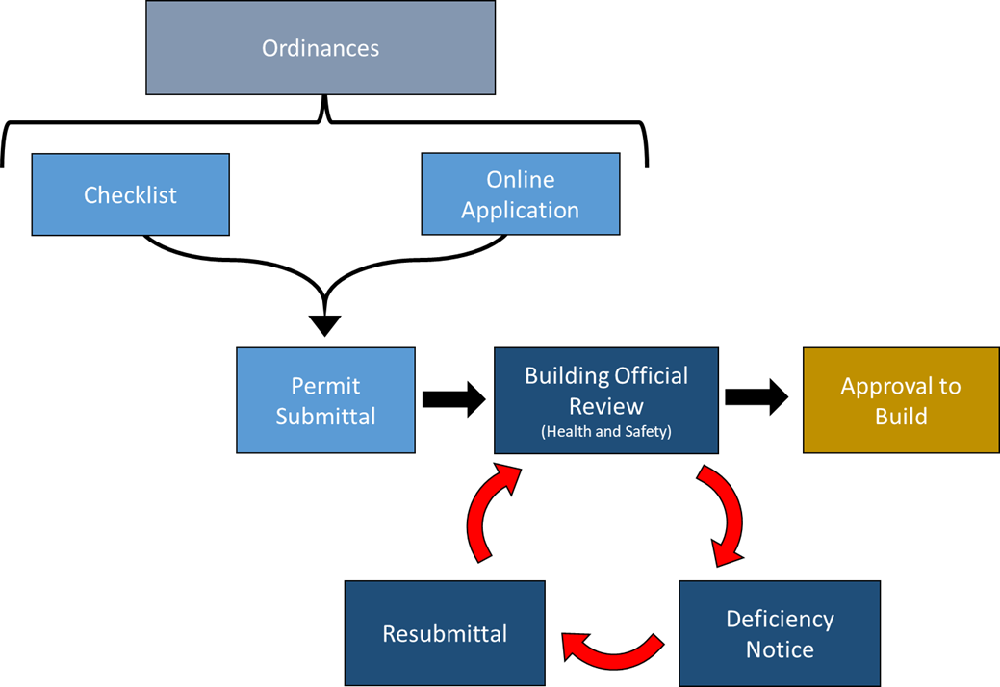 Ordinances
Checklist
Online
Application
Permit
Submittal
Building Official
Review
(Health and Safety)
Approval to
Build
Resubmittal
Deficiency
Notice